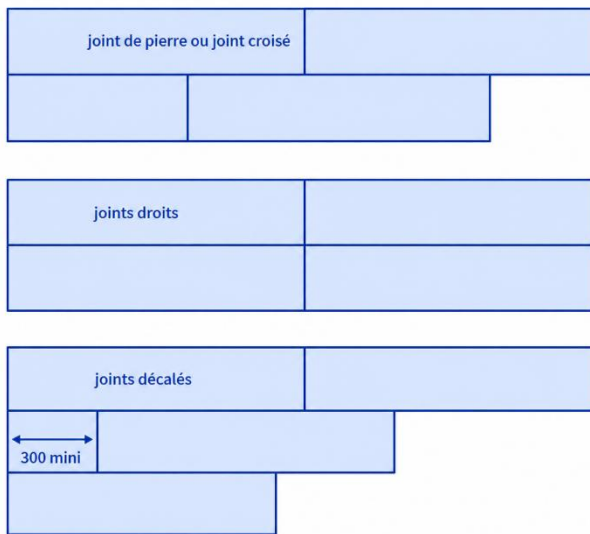 joint de pierre ou joint croisé
joints droits
joints décalés
300 mini